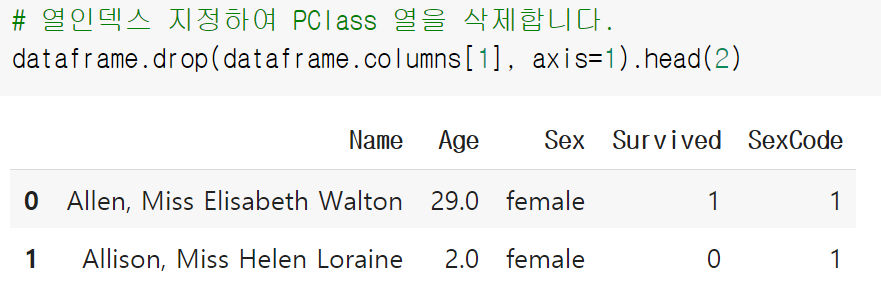 # 열인덱스 지정하여 PClass 열을 삭제합니다.
dataframe.drop(dataframe.columns[1], axis=1).head(2)
Name Age Sex Survived SexCode
0 Allen, Miss Elisabeth Walton 29.0 female 1 1
1 Allison, Miss Helen Loraine 2.0 female 0 1